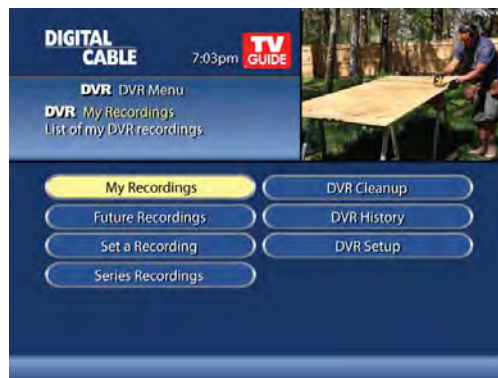 DIGITAL
CABLE
7:03pm
TV
GUIDE
DVR DVR Menu
DVR My Recordings
List of my DVR recordings
My Recordings
Future Recordings
Set a Recording
Series Recordings
DVR Cleanup
DVR History
DVR Setup